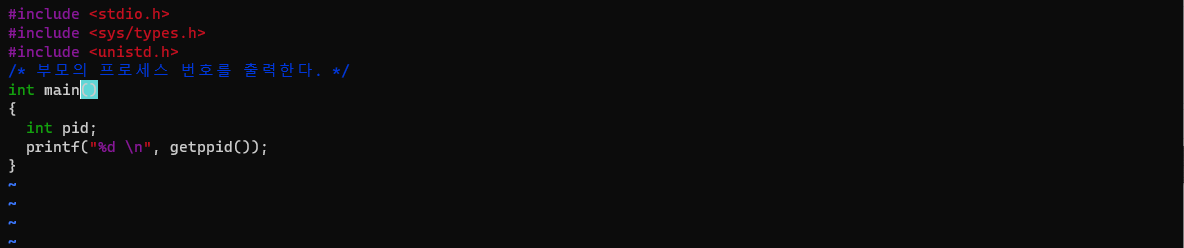 #include <stdio.h>
#include <sys/types.h>
#include <unistd.h>
/* 부모의 프로세스 번호를 출력한다. */
int main()
{
  int pid;
  printf("%d \n", getppid());
}
~
~
~
~